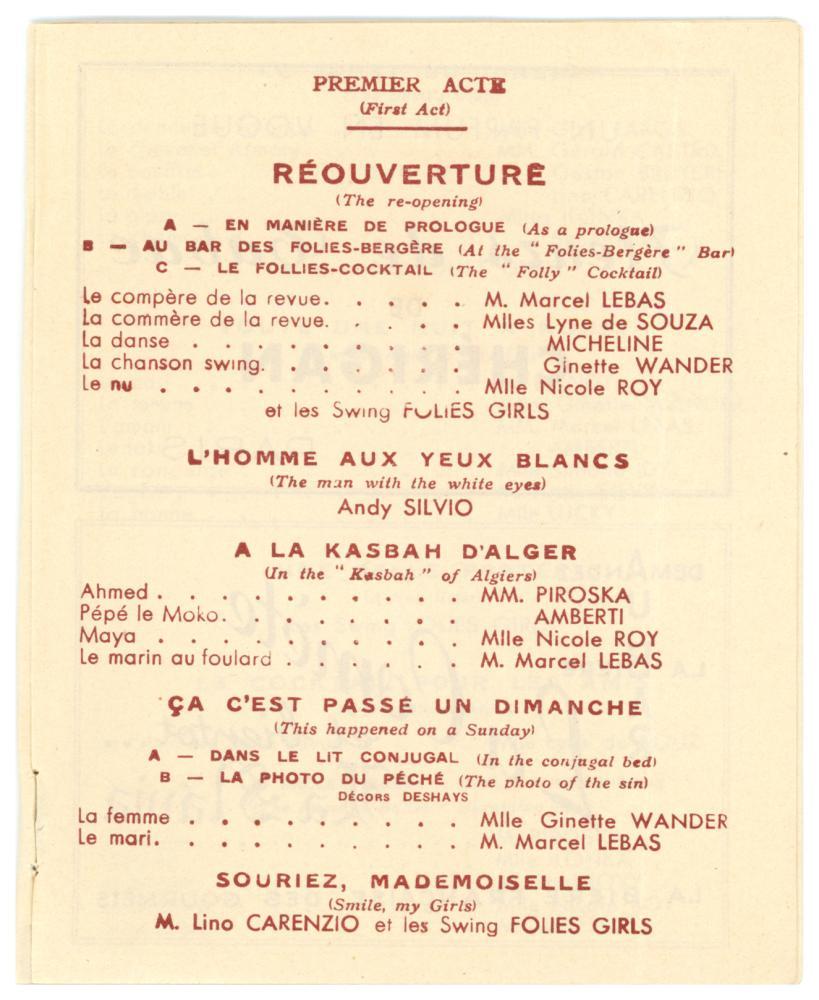 PREMIER ACTE
(First Act)
RÉOUVERTURE
(The re-opening)
A — EN MANIÈRE DE PROLOGUE (As a prologue)
B — AU BAR DES FOLIES-BERGÈRE (At the " Folies-Bergère " Bar)
C — LE FOLLIES-COCKTAIL (The " Folly " Cocktail)
Le compère de la revue. . . . . . M. Marcel LEBAS
La commère de la revue. . . . . Mlles Lyne de SOUZA
La danse . . . . . . . . . MICHELINE
La chanson swing. . . . . . . . Ginette WANDER
Le nu . . . . . . . . . . Mlle Nicole ROY
et les Swing FOLIES GIRLS
L'HOMME AUX YEUX BLANCS
(The man with the white eyes)
Andy SILVIO
A LA KASBAH D'ALGER
(In the " Kasbah " of Algiers)
Ahmed . . . . . . . . . . MM. PIROSKA
Pépé le Moko. . . . . . . . AMBERTI
Maya . . . . . . . . . . Mlle Nicole ROY
Le marin au foulard . . . . . . M. Marcel LEBAS
ÇA C'EST PASSÉ UN DIMANCHE
(This happened on a Sunday)
A — DANS LE LIT CONJUGAL (In the conjugal bed)
B — LA PHOTO DU PÉCHÉ (The photo of the sin)
DÉCORS DESHAYS
La femme . . . . . . . . . Mlle Ginette WANDER
Le mari. . . . . . . . . . M. Marcel LEBAS
SOURIEZ, MADEMOISELLE
(Smile, my Girls)
M. Lino CARENZIO et les Swing FOLIES GIRLS